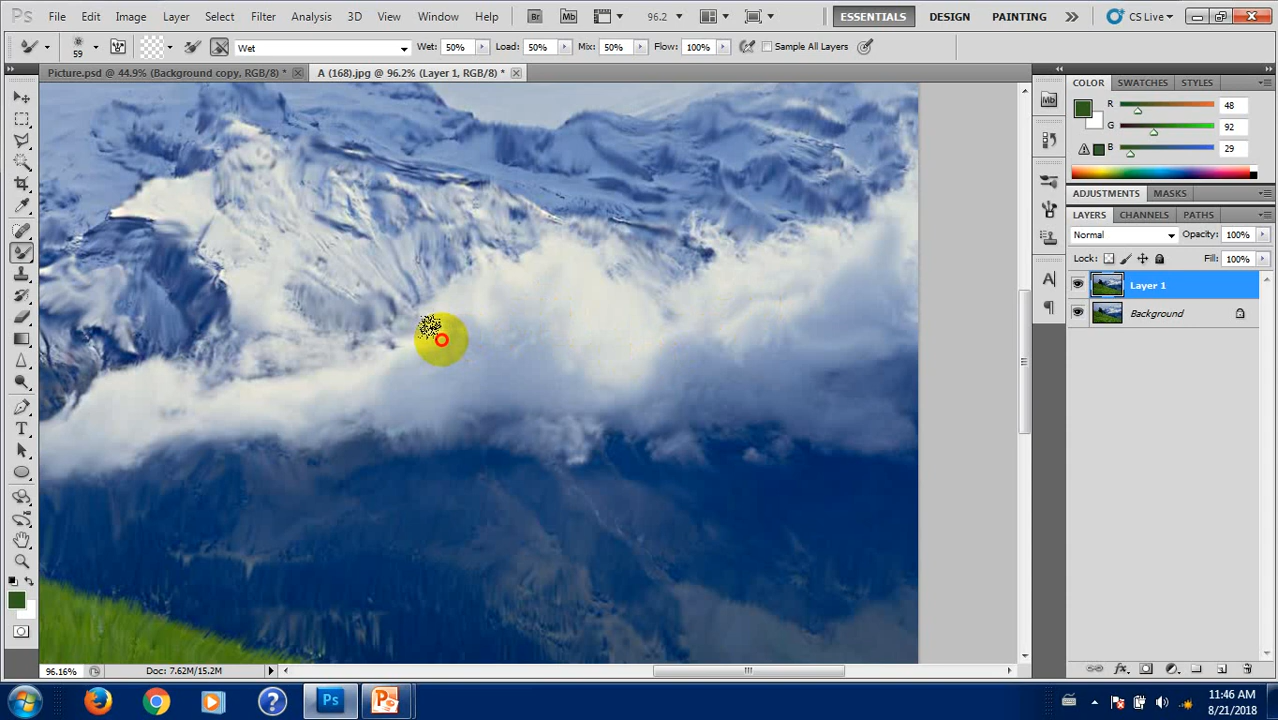 Ps File Edit Image Layer Select Filter Analysis 3D View Window Help Br Mb 96.2 ESSENTIALS DESIGN PAINTING CS Live
59 Wet Wet: 50% Load: 50% Mix: 50% Flow: 100% Sample All Layers
Picture.psd @ 44.9% (Background copy, RGB/8) * A (168).jpg @ 96.2% (Layer 1, RGB/8) *
Mb
COLOR SWATCHES STYLES
R 48
G 92
B 29
ADJUSTMENTS MASKS
LAYERS CHANNELS PATHS
Normal Opacity: 100%
Lock: Fill: 100%
Layer 1
Background
96.16% Doc: 7.62M/15.2M
Ps
11:46 AM
8/21/2018